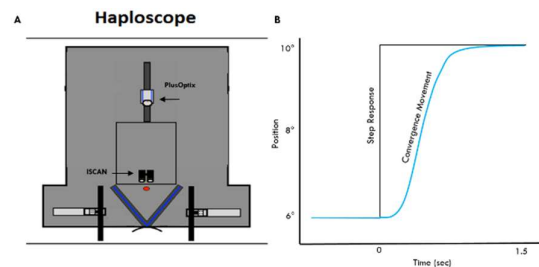 A
Haploscope
PlusOptix
ISCAN
B
10°
8°
6°
Position
Step Response
Convergence Movement
0
1.5
Time (sec)